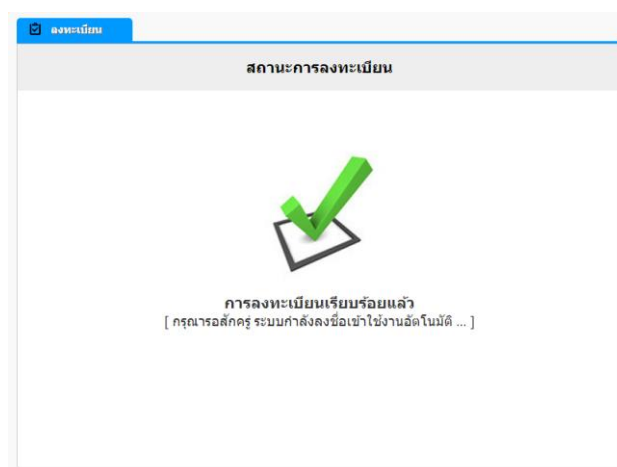 ลงทะเบียน
สถานะการลงทะเบียน
การลงทะเบียนเรียบร้อยแล้ว
[ กรุณารอสักครู่ ระบบกำลังลงชื่อเข้าใช้งานอัตโนมัติ ... ]